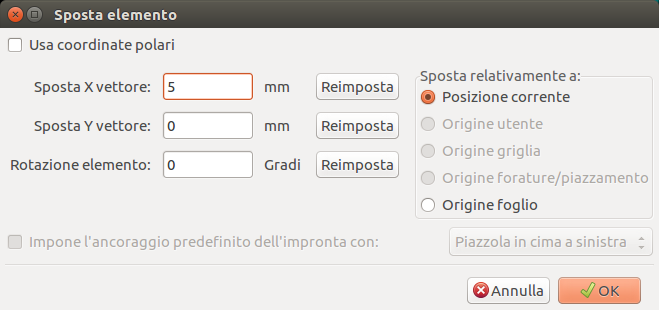 Sposta elemento
Usa coordinate polari
Sposta X vettore: 5 mm Reimposta
Sposta Y vettore: 0 mm Reimposta
Rotazione elemento: 0 Gradi Reimposta
Sposta relativamente a:
Posizione corrente
Origine utente
Origine griglia
Origine forature/piazzamento
Origine foglio
Impone l'ancoraggio predefinito dell'impronta con: Piazzola in cima a sinistra
Annulla OK